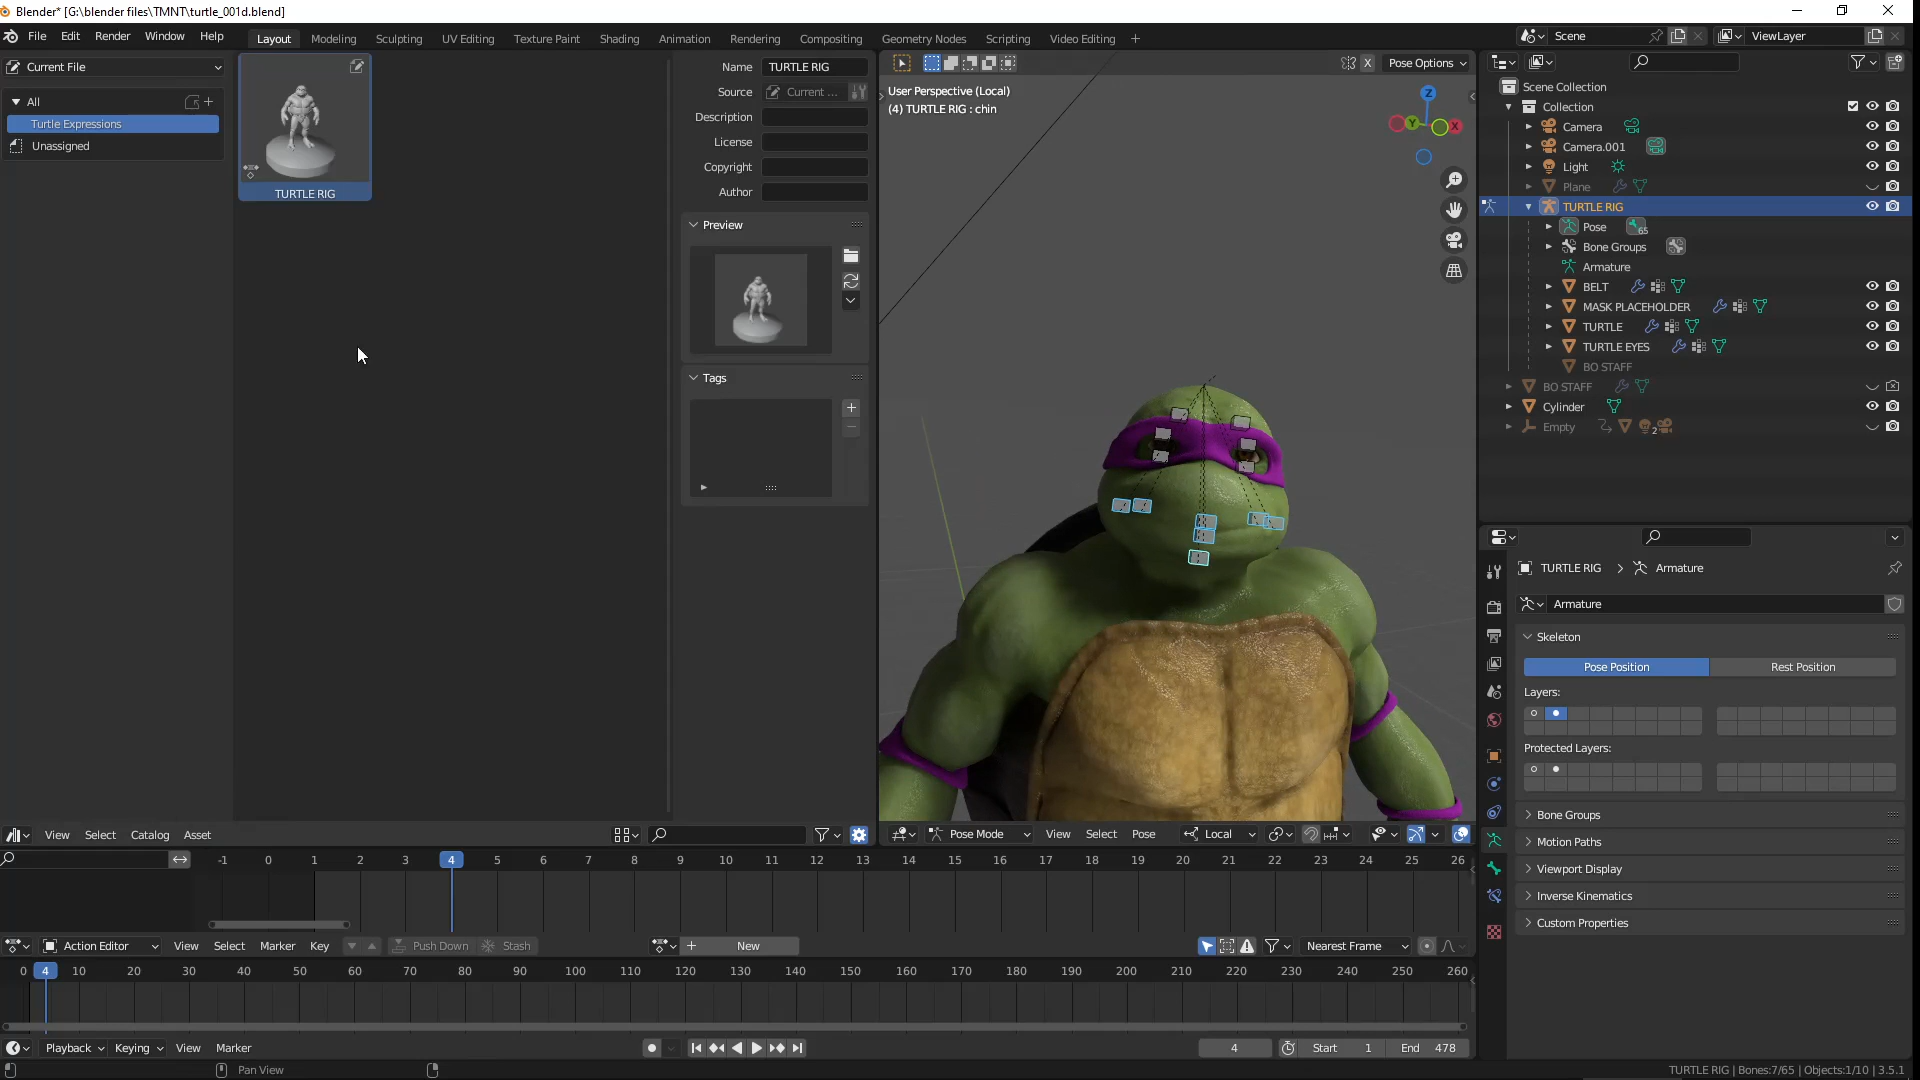 Blender* [G:\blender files\TMNT\turtle_001d.blend]
File Edit Render Window Help
Layout Modeling Sculpting UV Editing Texture Paint Shading Animation Rendering Compositing Geometry Nodes Scripting Video Editing +
Scene
ViewLayer
Current File
All
Turtle Expressions
Unassigned
TURTLE RIG
Name TURTLE RIG
Source Current ...
Description
License
Copyright
Author
Preview
Tags
Pose Options
X
User Perspective (Local)
(4) TURTLE RIG : chin
Z
Y
X
Scene Collection
Collection
Camera
Camera.001
Light
Plane
TURTLE RIG
Pose 65
Bone Groups
Armature
BELT
MASK PLACEHOLDER
TURTLE
TURTLE EYES
BO STAFF
BO STAFF
Cylinder
Empty 2
TURTLE RIG > Armature
Armature
Skeleton
Pose Position Rest Position
Layers:
Protected Layers:
Bone Groups
Motion Paths
Viewport Display
Inverse Kinematics
Custom Properties
View Select Catalog Asset
Pose Mode View Select Pose Local
-1 0 1 2 3 4 5 6 7 8 9 10 11 12 13 14 15 16 17 18 19 20 21 22 23 24 25 26
Action Editor View Select Marker Key Push Down Stash New Nearest Frame
0 4 10 20 30 40 50 60 70 80 90 100 110 120 130 140 150 160 170 180 190 200 210 220 230 240 250 260
Playback Keying View Marker 4 Start 1 End 478
Pan View
TURTLE RIG | Bones:7/65 | Objects:1/10 | 3.5.1